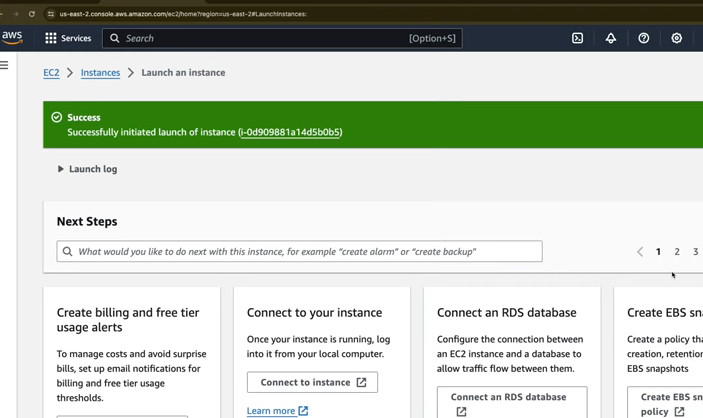 us-east-2.console.aws.amazon.com/ec2/home?region=us-east-2#LaunchInstances:
aws Services Search [Option+S]
EC2 > Instances > Launch an instance
Success
Successfully initiated launch of instance (i-0d909881a14d5b0b5)
Launch log
Next Steps
What would you like to do next with this instance, for example "create alarm" or "create backup"
1 2 3
Create billing and free tier
usage alerts
To manage costs and avoid surprise
bills, set up email notifications for
billing and free tier usage
thresholds.
Connect to your instance
Once your instance is running, log
into it from your local computer.
Connect to instance
Learn more
Connect an RDS database
Configure the connection between
an EC2 instance and a database to
allow traffic flow between them.
Connect an RDS database
Create EBS sna
Create a policy tha
creation, retention
EBS snapshots
Create EBS sn
policy